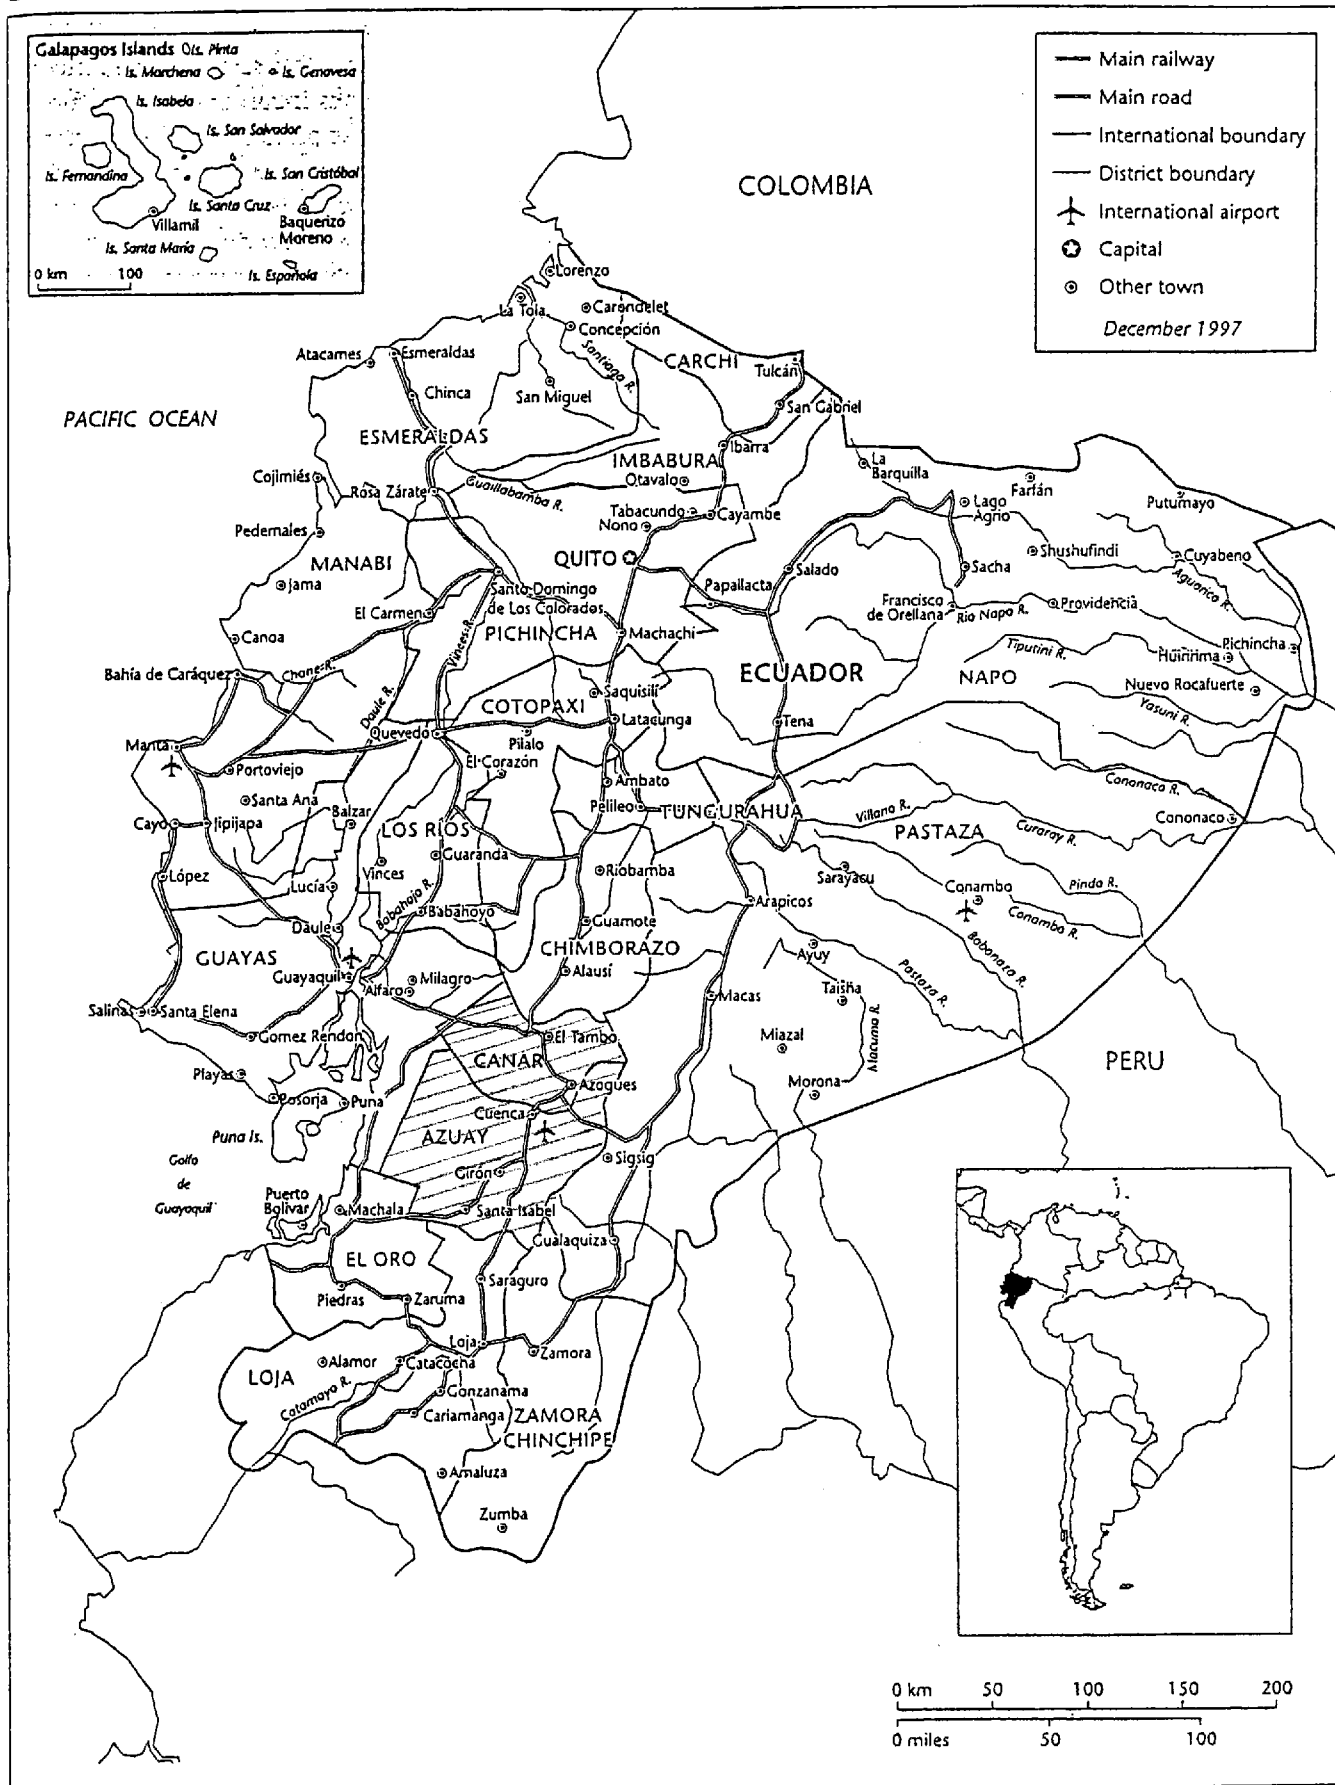 Galapagos Islands
Is. Pinta
Is. Marchena
Is. Genovesa
Is. Isabela
Is. San Salvador
Is. Fernandina
Is. San Cristóbal
Is. Santa Cruz
Villamil
Baquerizo
Moreno
Is. Santa María
Is. Española
0 km 100
Main railway
Main road
International boundary
District boundary
International airport
Capital
Other town
December 1997
COLOMBIA
PACIFIC OCEAN
Lorenzo
La Tola
Carondelet
Concepción
Santiago R.
CARCHI
Tulcán
Atacames
Esmeraldas
Chinca
San Miguel
San Gabriel
ESMERALDAS
Ibarra
IMBABURA
Otavalo
La
Barquilla
Cojimiés
Rosa Zárate
Guaillabamba R.
Farfán
Putumayo
Lago
Agrio
Tabacundo
Nono
Cayambe
Pedernales
MANABI
QUITO
Shushufindi
Cuyabeno
Jama
Santo Domingo
de Los Colorados
Papallacta
Salado
Sacha
Aguarico R.
El Carmen
Francisco
de Orellana
Rio Napo R.
Providencia
Canoa
Vinces R.
PICHINCHA
Machachi
Tiputini R.
Huiririma
Pichincha
Bahía de Caráquez
Chane R.
ECUADOR
NAPO
Nuevo Rocafuerte
Yasuni R.
Daule R.
COTOPAXI
Saquisilí
Latacunga
Tena
Manta
Quevedo
Pilalo
Portoviejo
El Corazón
Ambato
Cononaco R.
Santa Ana
Balzar
Pelileo
TUNGURAHUA
Villano R.
Cononaco
Cayo
Jipijapa
LOS RIOS
PASTAZA
Curaray R.
López
Lucía
Vinces
Guaranda
Riobamba
Sarayacu
Conambo
Pindo R.
Babahojo R.
Babahoyo
Arapicos
Conambo R.
Daule
Guamote
GUAYAS
CHIMBORAZO
Ayuy
Bobonaza R.
Guayaquil
Alfaro
Milagro
Alausí
Pastaza R.
Macas
Taisha
Salinas
Santa Elena
Gomez Rendon
El Tambo
Miazal
Macuma R.
PERU
CANAR
Playas
Azogues
Morona
Posorja
Puna
Cuenca
Puna Is.
AZUAY
Golfo
de
Guayaquil
Girón
Sigsig
Puerto
Bolivar
Machala
Santa Isabel
Gualaquiza
EL ORO
Saraguro
Piedras
Zaruma
Loja
Zamora
LOJA
Alamor
Catacocha
Catamayo R.
Gonzanama
Cariamanga
ZAMORA
CHINCHIPE
Amaluza
Zumba
0 km 50 100 150 200
0 miles 50 100